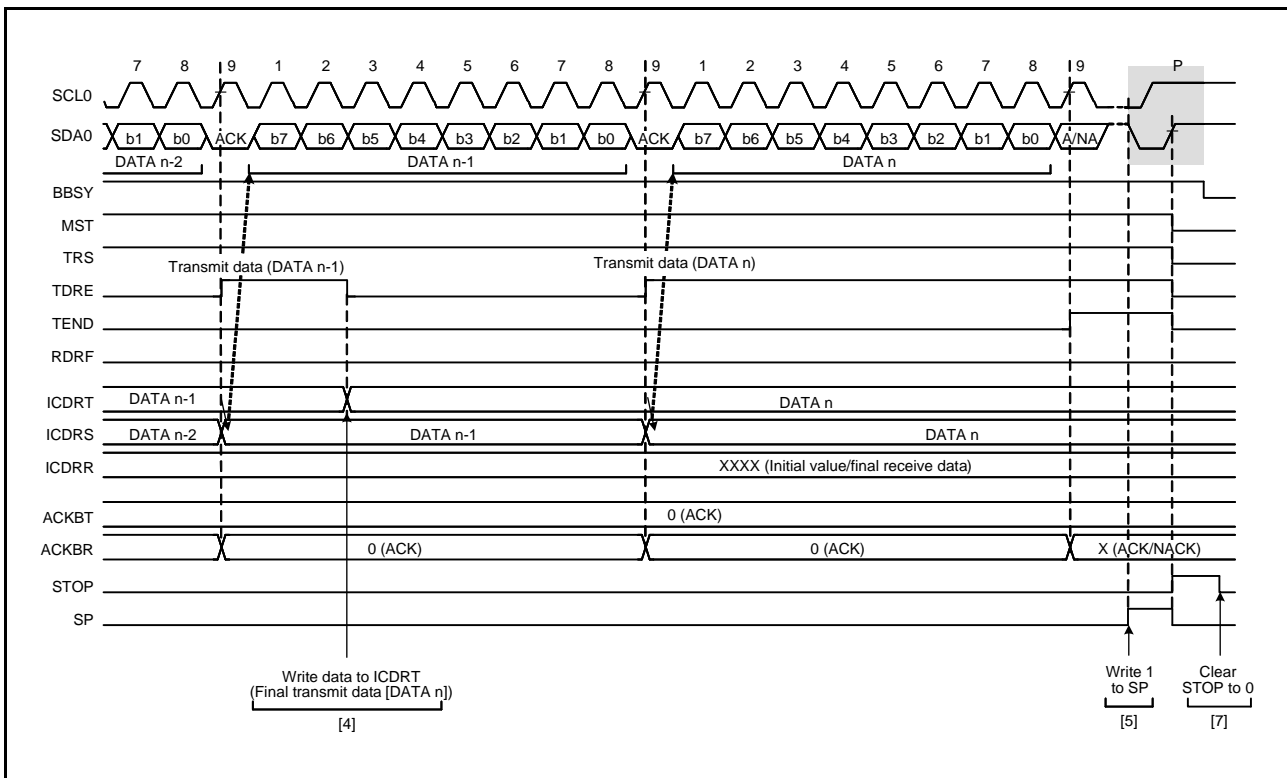 7 8 9 1 2 3 4 5 6 7 8 9 1 2 3 4 5 6 7 8 9 P
SCL0
SDA0 b1 b0 ACK b7 b6 b5 b4 b3 b2 b1 b0 ACK b7 b6 b5 b4 b3 b2 b1 b0 A/NA
DATA n-2 DATA n-1 DATA n
BBSY
MST
TRS
Transmit data (DATA n-1) Transmit data (DATA n)
TDRE
TEND
RDRF
ICDRT DATA n-1 DATA n
ICDRS DATA n-2 DATA n-1 DATA n
ICDRR XXXX (Initial value/final receive data)
ACKBT 0 (ACK)
ACKBR 0 (ACK) 0 (ACK) X (ACK/NACK)
STOP
SP
Write data to ICDRT
(Final transmit data [DATA n])
[4]
Write 1
to SP
[5]
Clear
STOP to 0
[7]